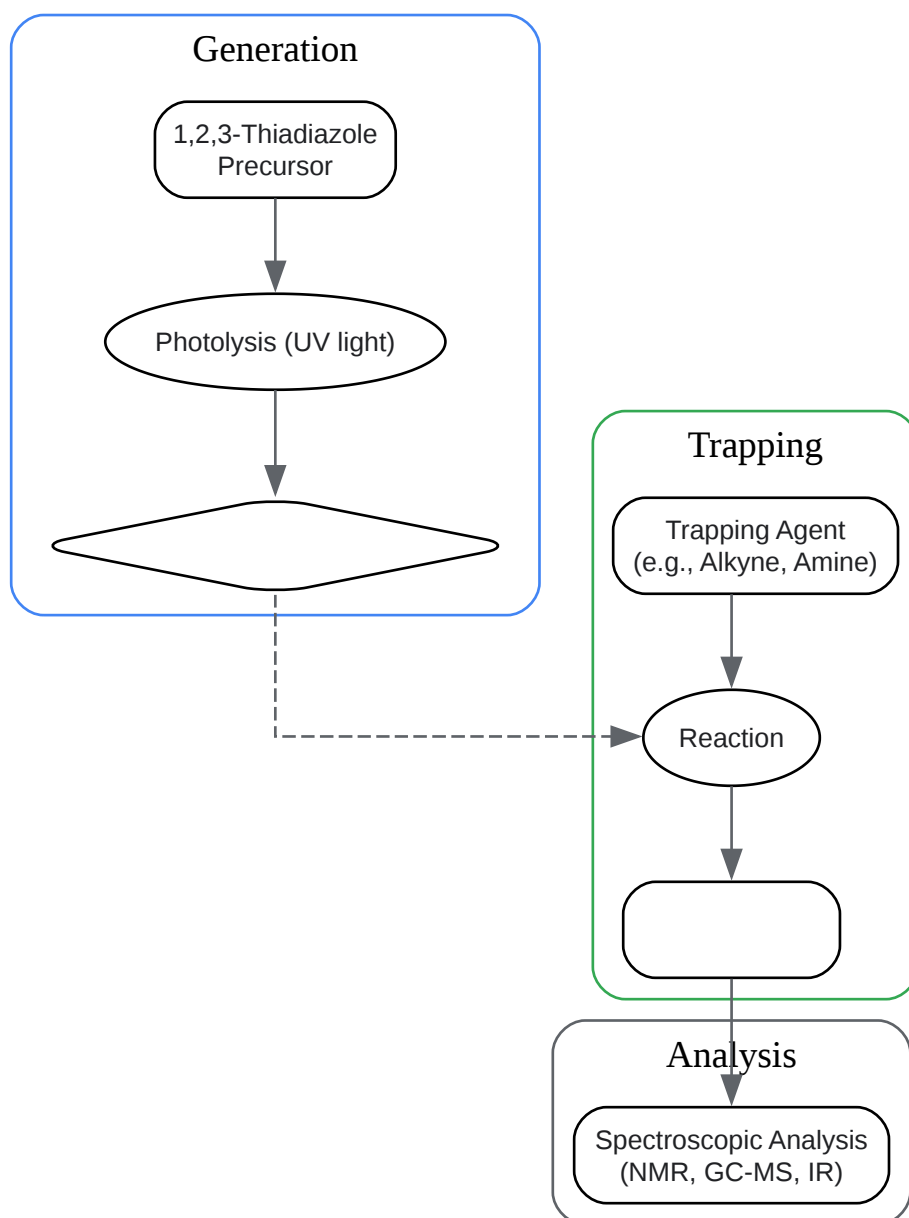 Generation
1,2,3-Thiadiazole
Precursor
Photolysis (UV light)
Trapping
Trapping Agent
(e.g., Alkyne, Amine)
Reaction
Analysis
Spectroscopic Analysis
(NMR, GC-MS, IR)